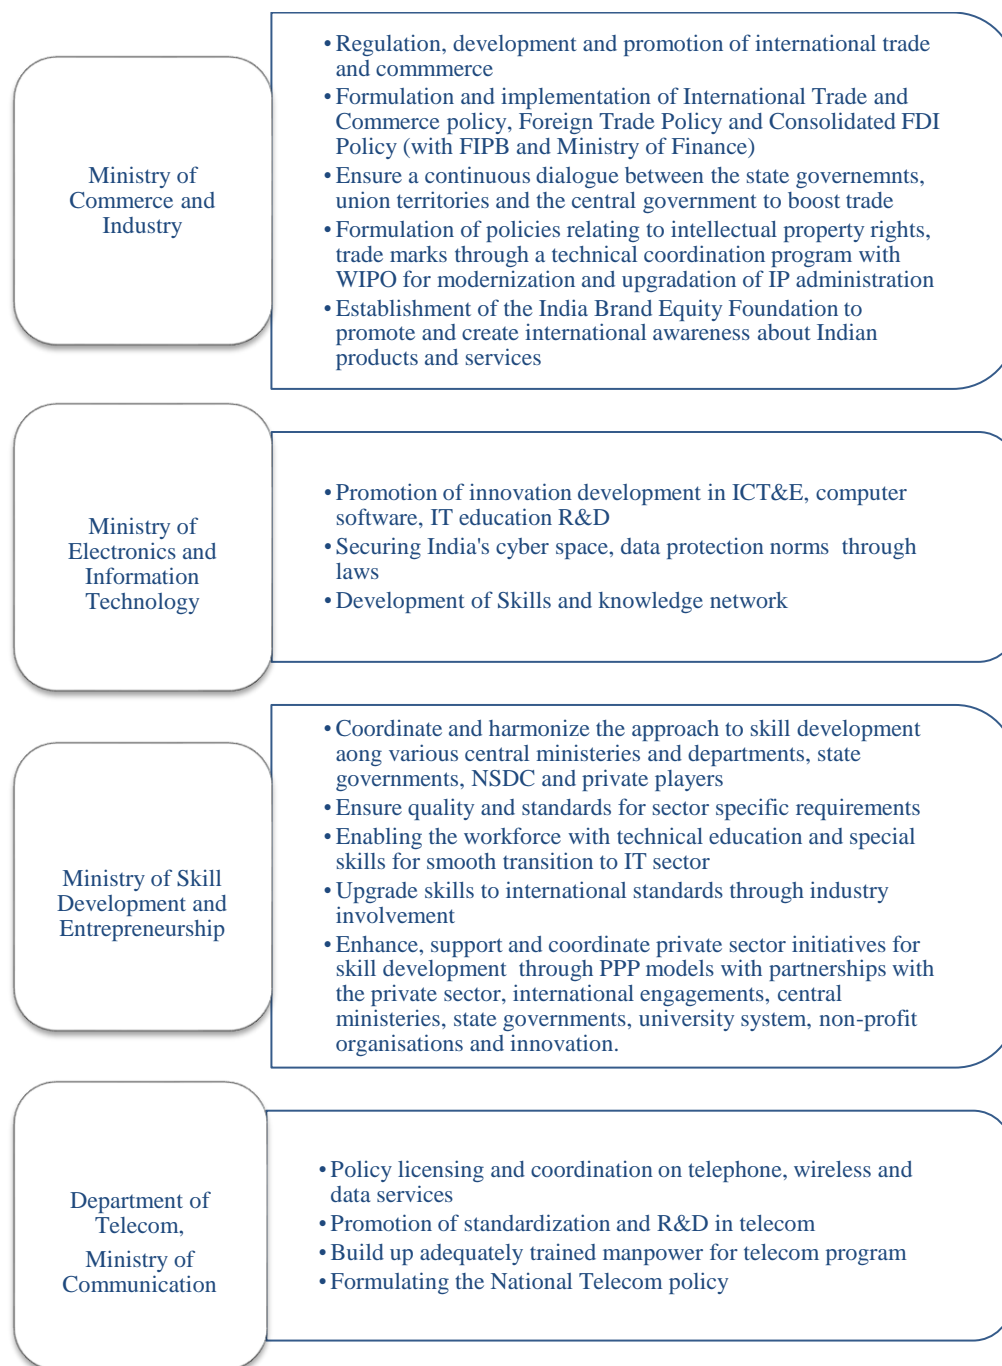 Ministry of
Commerce and
Industry
• Regulation, development and promotion of international trade
and commmerce
• Formulation and implementation of International Trade and
Commerce policy, Foreign Trade Policy and Consolidated FDI
Policy (with FIPB and Ministry of Finance)
• Ensure a continuous dialogue between the state governemnts,
union territories and the central government to boost trade
• Formulation of policies relating to intellectual property rights,
trade marks through a technical coordination program with
WIPO for modernization and upgradation of IP administration
• Establishment of the India Brand Equity Foundation to
promote and create international awareness about Indian
products and services
Ministry of
Electronics and
Information
Technology
• Promotion of innovation development in ICT&E, computer
software, IT education R&D
• Securing India's cyber space, data protection norms through
laws
• Development of Skills and knowledge network
Ministry of Skill
Development and
Entrepreneurship
• Coordinate and harmonize the approach to skill development
aong various central ministeries and departments, state
governments, NSDC and private players
• Ensure quality and standards for sector specific requirements
• Enabling the workforce with technical education and special
skills for smooth transition to IT sector
• Upgrade skills to international standards through industry
involvement
• Enhance, support and coordinate private sector initiatives for
skill development through PPP models with partnerships with
the private sector, international engagements, central
ministeries, state governments, university system, non-profit
organisations and innovation.
Department of
Telecom,
Ministry of
Communication
• Policy licensing and coordination on telephone, wireless and
data services
• Promotion of standardization and R&D in telecom
• Build up adequately trained manpower for telecom program
• Formulating the National Telecom policy